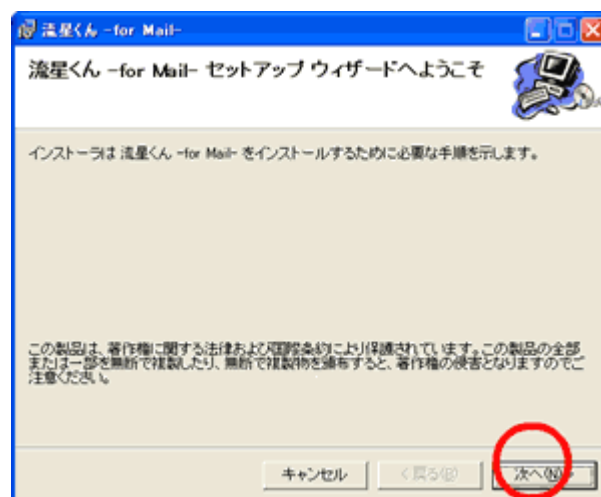 流星くん -for Mail-
流星くん -for Mail- セットアップ ウィザードへようこそ
インストーラは 流星くん -for Mail- をインストールするために必要な手順を示します。
この製品は、著作権に関する法律および国際条約により保護されています。この製品の全部
または一部を無断で複製したり、無断で複製物を頒布すると、著作権の侵害となりますのでご
注意ください。
キャンセル
< 戻る(B)
次へ(N) >